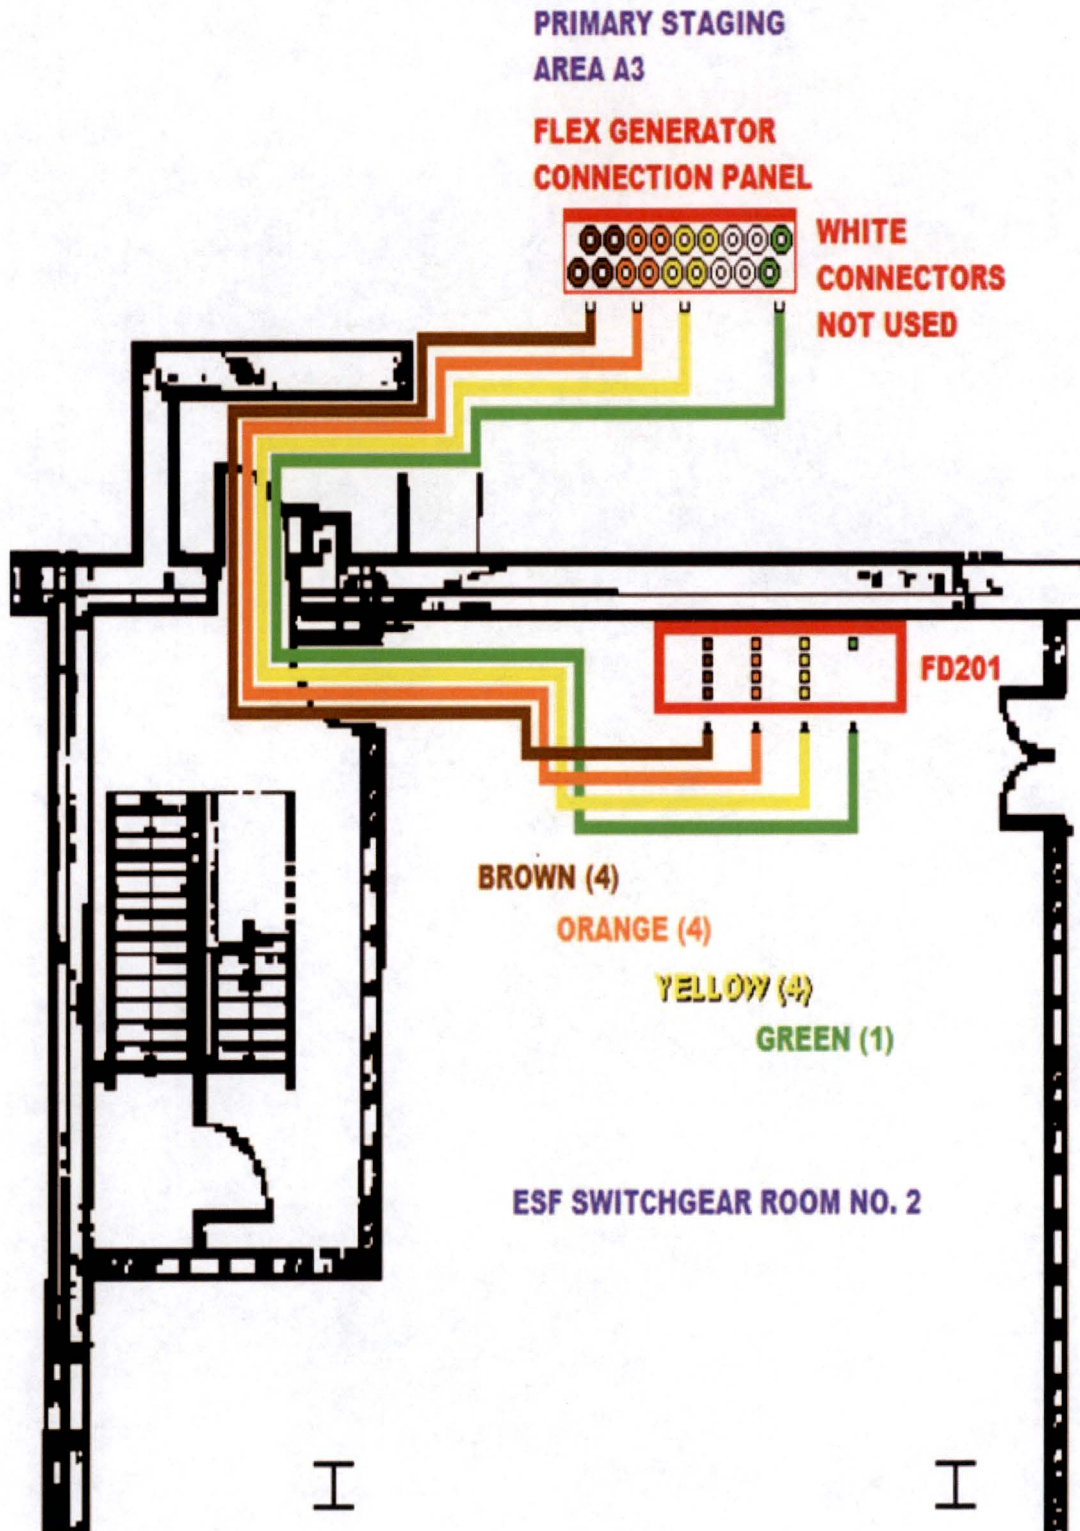 PRIMARY STAGING
AREA A3
FLEX GENERATOR
CONNECTION PANEL
WHITE
CONNECTORS
NOT USED
FD201
BROWN (4)
ORANGE (4)
YELLOW (4)
GREEN (1)
ESF SWITCHGEAR ROOM NO. 2